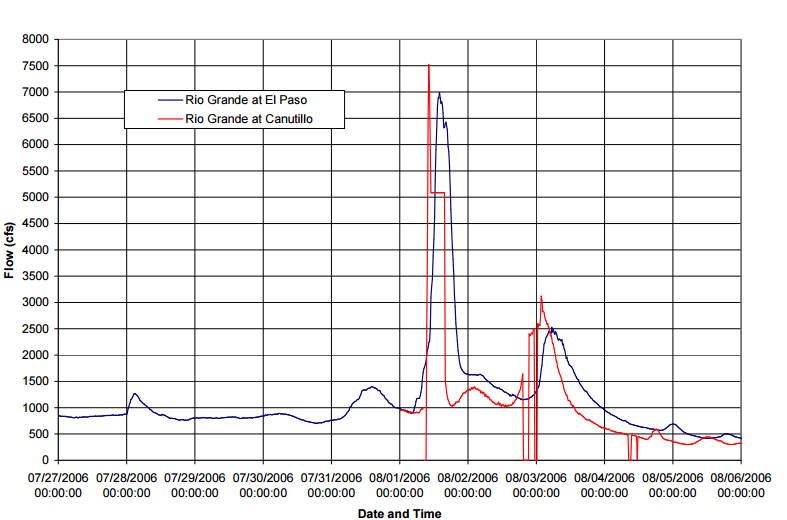 8000
7500
7000
6500
6000
5500
5000
4500
4000
3500
3000
2500
2000
1500
1000
500
0
Flow (cfs)
Rio Grande at El Paso
Rio Grande at Canutillo
07/27/2006 07/28/2006 07/29/2006 07/30/2006 07/31/2006 08/01/2006 08/02/2006 08/03/2006 08/04/2006 08/05/2006 08/06/2006
00:00:00 00:00:00 00:00:00 00:00:00 00:00:00 00:00:00 00:00:00 00:00:00 00:00:00 00:00:00 00:00:00
Date and Time